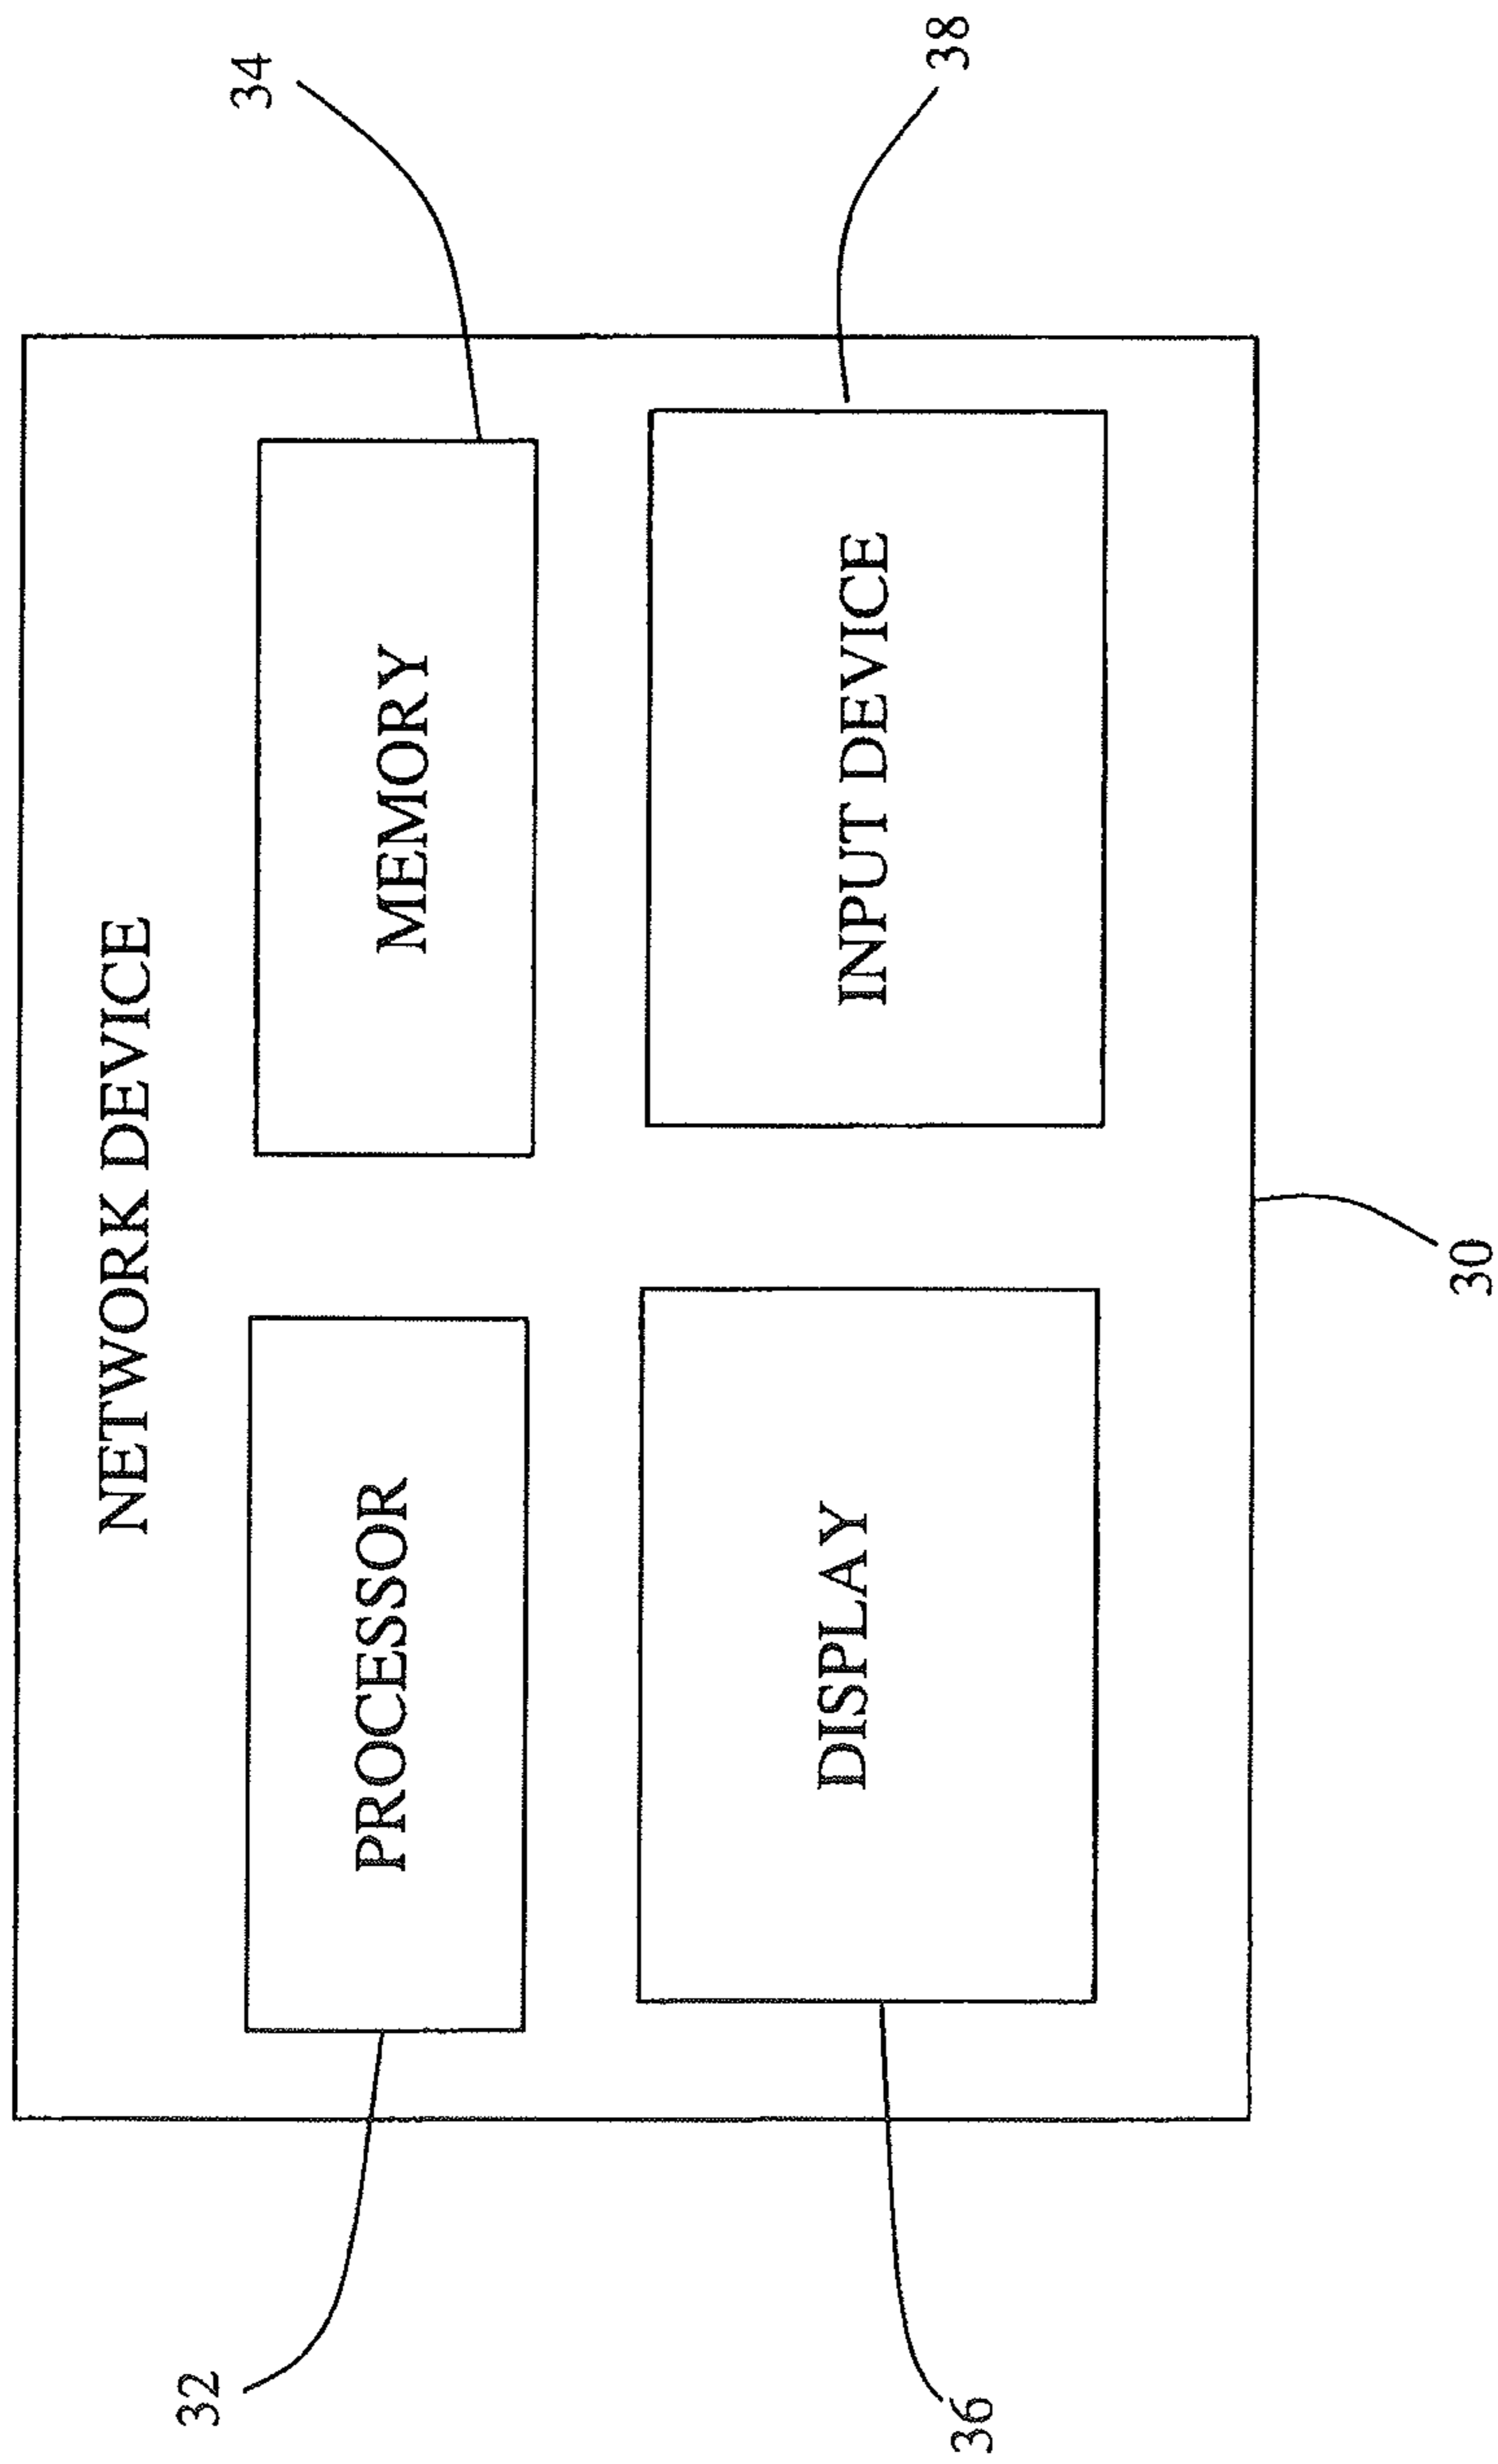 NETWORK DEVICE
32
PROCESSOR
MEMORY
34
36
DISPLAY
INPUT DEVICE
38
30